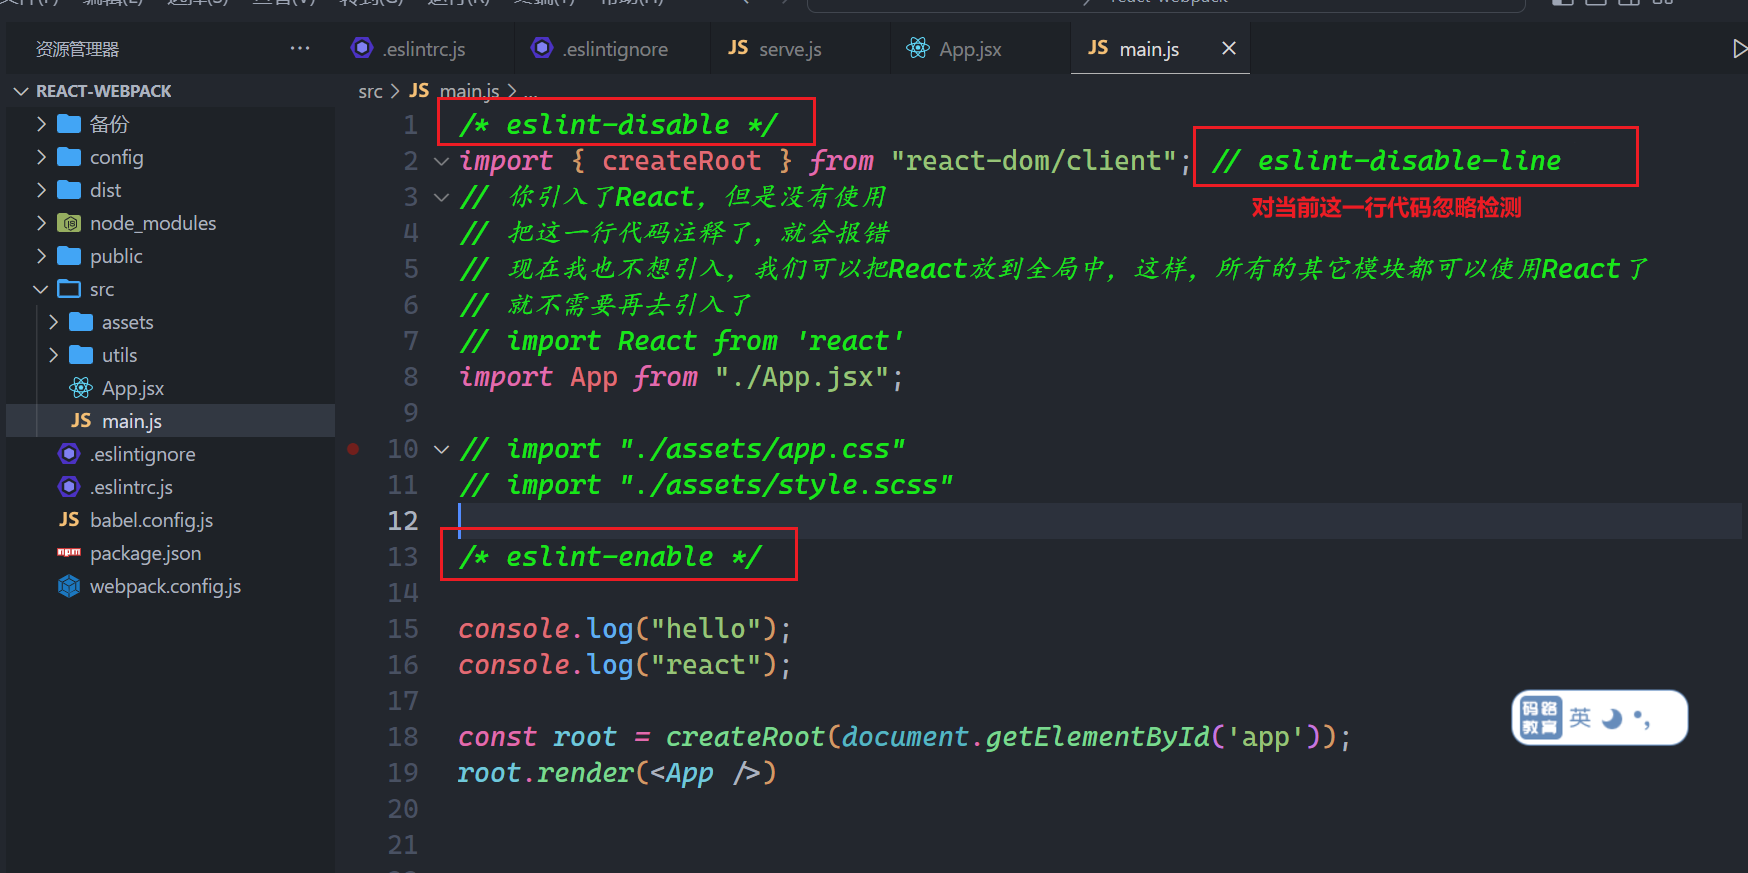 react-webpack
资源管理器 ···
.eslintrc.js
.eslintignore
JS serve.js
App.jsx
JS main.js
REACT-WEBPACK
备份
config
dist
node_modules
public
src
assets
utils
App.jsx
JS main.js
.eslintignore
.eslintrc.js
JS babel.config.js
package.json
webpack.config.js
src > JS main.js > ...
1 /* eslint-disable */
2 import { createRoot } from "react-dom/client"; // eslint-disable-line
对当前这一行代码忽略检测
3 // 你引入了React，但是没有使用
4 // 把这一行代码注释了，就会报错
5 // 现在我也不想引入，我们可以把React放到全局中，这样，所有的其它模块都可以使用React了
6 // 就不需要再去引入了
7 // import React from 'react'
8 import App from "./App.jsx";
9
10 // import "./assets/app.css"
11 // import "./assets/style.scss"
12
13 /* eslint-enable */
14
15 console.log("hello");
16 console.log("react");
17
18 const root = createRoot(document.getElementById('app'));
19 root.render(<App />)
20
21
码路
教育
英